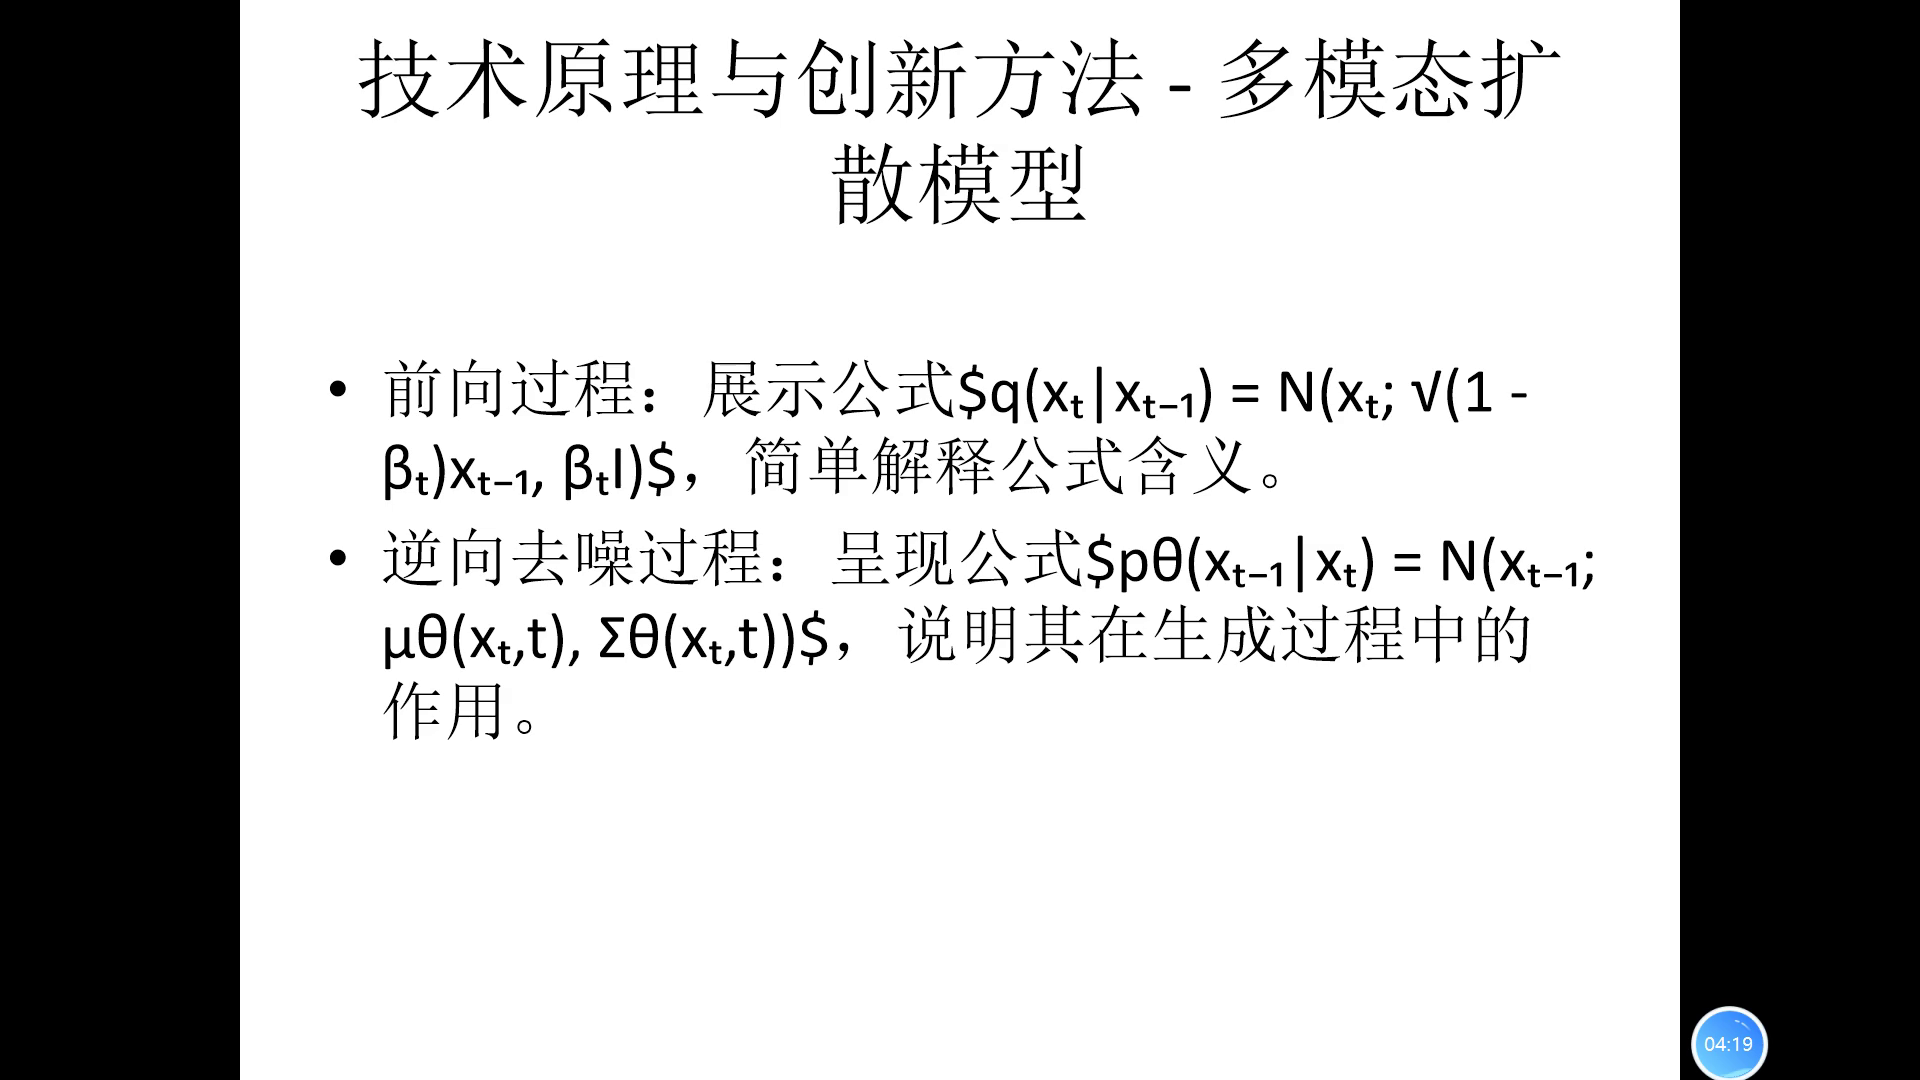 技术原理与创新方法 - 多模态扩
散模型
• 前向过程：展示公式$q(xₜ|xₜ₋₁) = N(xₜ; √(1 -
βₜ)xₜ₋₁, βₜI)$，简单解释公式含义。
• 逆向去噪过程：呈现公式$pθ(xₜ₋₁|xₜ) = N(xₜ₋₁;
μθ(xₜ,t), Σθ(xₜ,t))$，说明其在生成过程中的
作用。
04:19